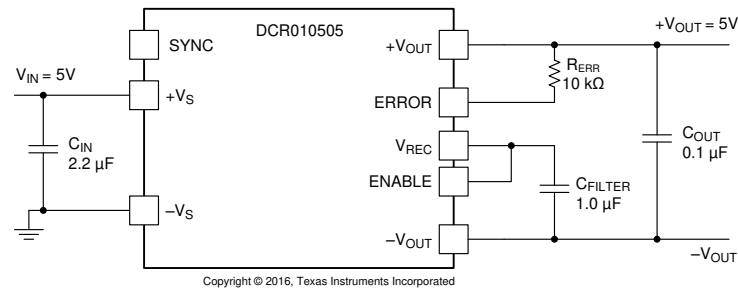 DCR010505
SYNC
+VOUT
+VOUT = 5V
VIN = 5V
RERR
10 kΩ
+VS
ERROR
CIN
2.2 µF
VREC
COUT
0.1 µF
ENABLE
CFILTER
1.0 µF
–VS
–VOUT
–VOUT
Copyright © 2016, Texas Instruments Incorporated